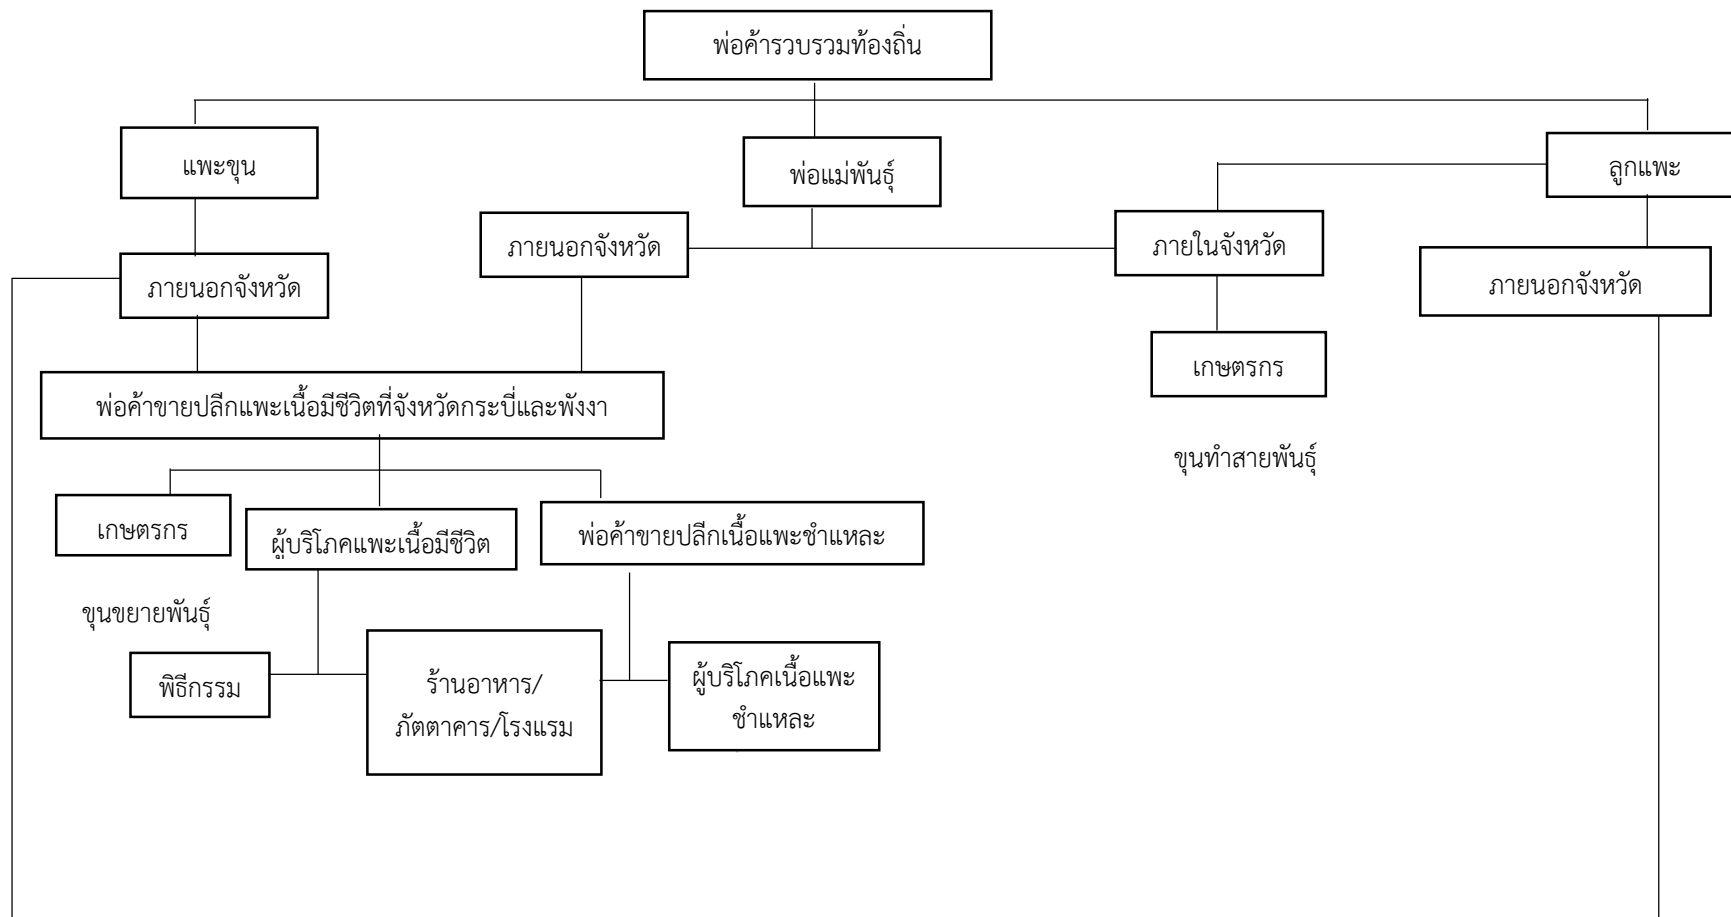 พ่อค้ารวบรวมท้องถิ่น
แพะขุน
พ่อแม่พันธุ์
ลูกแพะ
ภายนอกจังหวัด
ภายในจังหวัด
ภายนอกจังหวัด
ภายนอกจังหวัด
เกษตรกร
พ่อค้าขายปลีกแพะเนื้อมีชีวิตที่จังหวัดกระบี่และพังงา
ขุนทำสายพันธุ์
เกษตรกร
ผู้บริโภคแพะเนื้อมีชีวิต
พ่อค้าขายปลีกเนื้อแพะชำแหละ
ขุนขยายพันธุ์
พิธีกรรม
ร้านอาหาร/
ภัตตาคาร/โรงแรม
ผู้บริโภคเนื้อแพะ
ชำแหละ